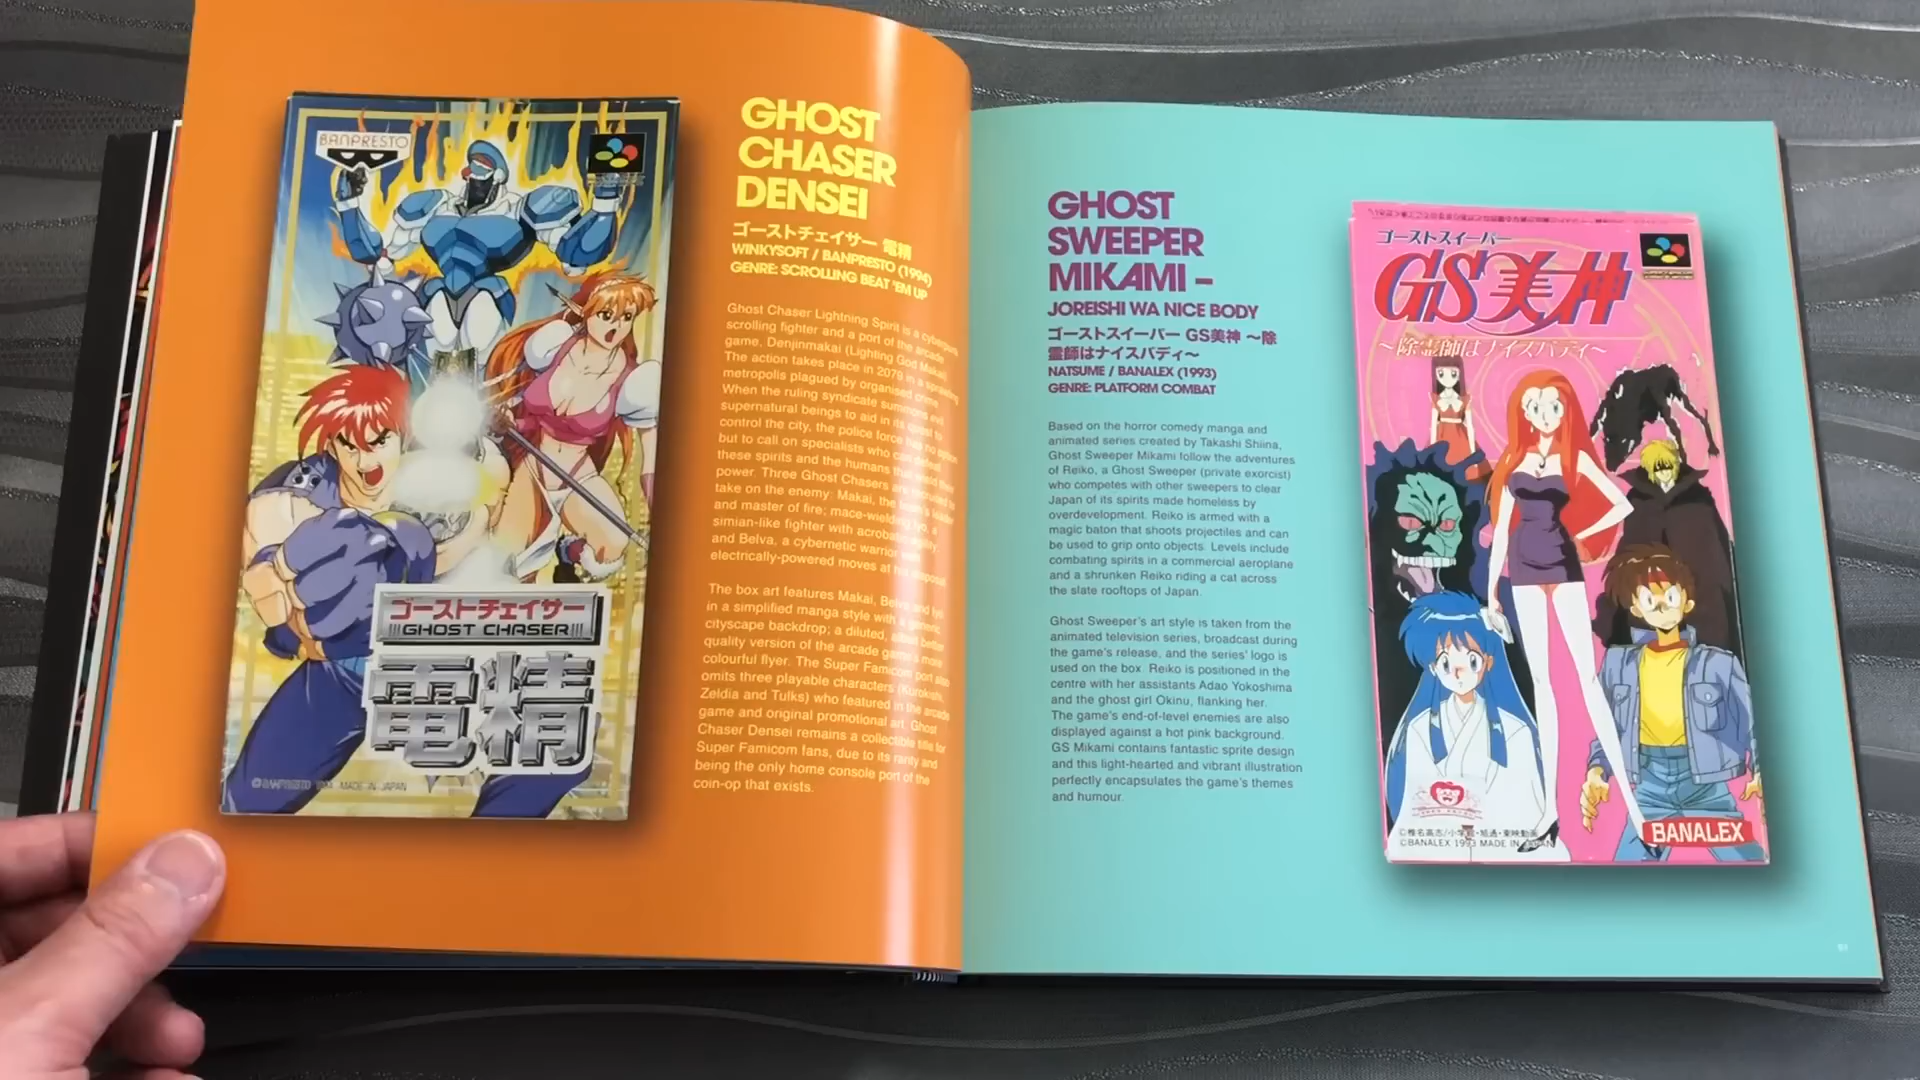 BANPRESTO
ゴーストチェイサー
GHOST CHASER
電精
©BANPRESTO 1994 MADE IN JAPAN
GHOST
CHASER
DENSEI
ゴーストチェイサー 電精
WINKYSOFT / BANPRESTO (1994)
GENRE: SCROLLING BEAT 'EM UP
Ghost Chaser Lightning Spirit is a cyberpunk
scrolling fighter and a port of the arcade
game, Denjinmakai (Lighting God Makai).
The action takes place in 2079 in a sprawling
metropolis plagued by organised crime.
When the ruling syndicate summons evil
supernatural beings to aid in its quest to
control the city, the police force has no option
but to call on specialists who can defeat
these spirits and the humans that wield their
power. Three Ghost Chasers are recruited to
take on the enemy: Makai, the team's leader
and master of fire; mace-wielding Iyo, a
simian-like fighter with acrobatic agility;
and Belva, a cybernetic warrior with
electrically-powered moves at his disposal.
The box art features Makai, Belva and Iyo
in a simplified manga style with a generic
cityscape backdrop; a diluted, albeit better
quality version of the arcade game's more
colourful flyer. The Super Famicom port also
omits three playable characters (Kurokishi,
Zeldia and Tulks) who featured in the arcade
game and original promotional art. Ghost
Chaser Densei remains a collectible title for
Super Famicom fans, due to its rarity and
being the only home console port of the
coin-op that exists.
GHOST
SWEEPER
MIKAMI –
JOREISHI WA NICE BODY
ゴーストスイーパー GS美神 〜除
霊師はナイスバディ〜
NATSUME / BANALEX (1993)
GENRE: PLATFORM COMBAT
Based on the horror comedy manga and
animated series created by Takashi Shiina,
Ghost Sweeper Mikami follow the adventures
of Reiko, a Ghost Sweeper (private exorcist)
who competes with other sweepers to clear
Japan of its spirits made homeless by
overdevelopment. Reiko is armed with a
magic baton that shoots projectiles and can
be used to grip onto objects. Levels include
combating spirits in a commercial aeroplane
and a shrunken Reiko riding a cat across
the slate rooftops of Japan.
Ghost Sweeper's art style is taken from the
animated television series, broadcast during
the game's release, and the series' logo is
used on the box. Reiko is positioned in the
centre with her assistants Adao Yokoshima
and the ghost girl Okinu, flanking her.
The game's end-of-level enemies are also
displayed against a hot pink background.
GS Mikami contains fantastic sprite design
and this light-hearted and vibrant illustration
perfectly encapsulates the game's themes
and humour.
ゴーストスイーパー
GS美神
〜除霊師はナイスバディ〜
©椎名高志/小学館・旭通・東映動画
©BANALEX 1993 MADE IN JAPAN
BANALEX